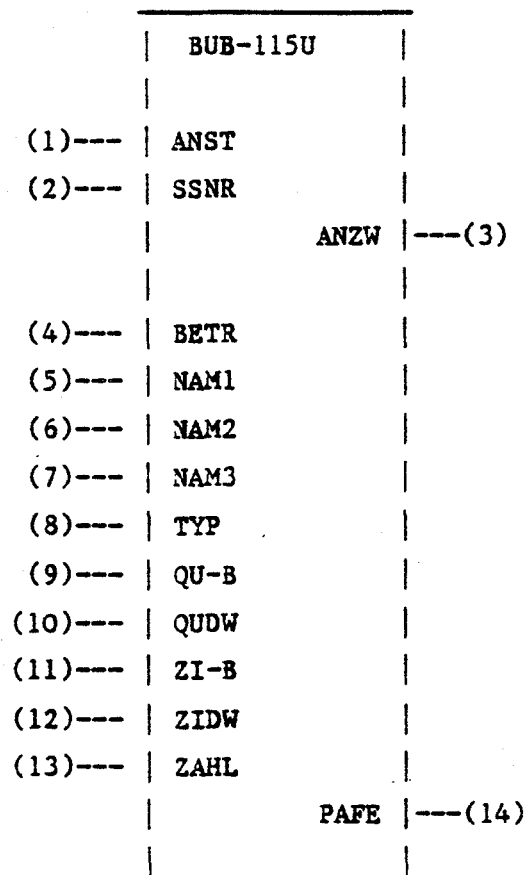 BUB-115U
(1)--- | ANST
(2)--- | SSNR
ANZW |---(3)
(4)--- | BETR
(5)--- | NAM1
(6)--- | NAM2
(7)--- | NAM3
(8)--- | TYP
(9)--- | QU-B
(10)--- | QUDW
(11)--- | ZI-B
(12)--- | ZIDW
(13)--- | ZAHL
PAFE |---(14)